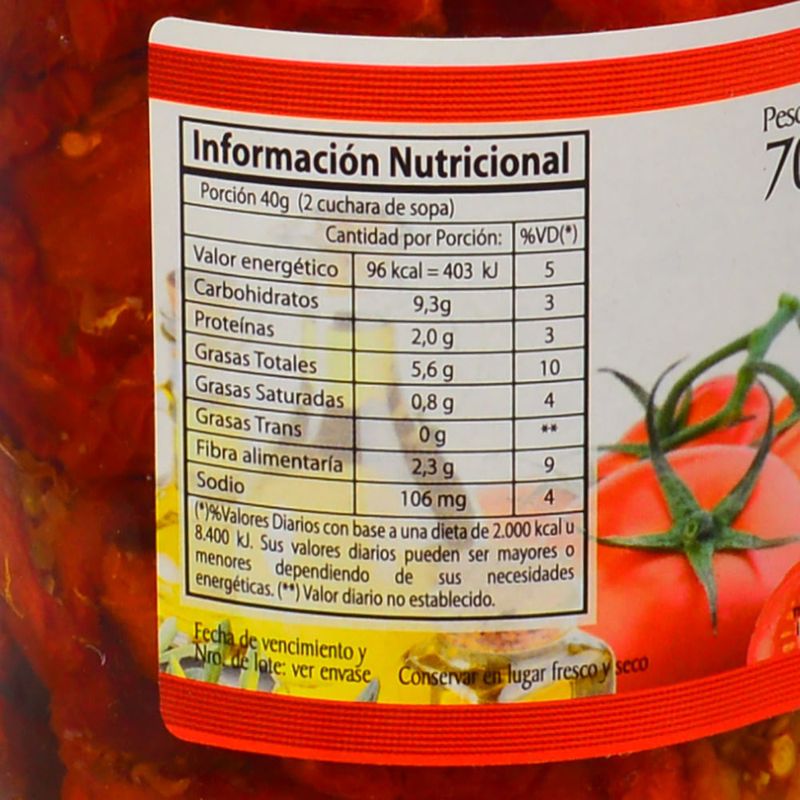 Información Nutricional
Porción 40g (2 cuchara de sopa)
Cantidad por Porción: %VD(*)
Valor energético 96 kcal = 403 kJ 5
Carbohidratos 9,3g 3
Proteínas 2,0 g 3
Grasas Totales 5,6 g 10
Grasas Saturadas 0,8 g 4
Grasas Trans 0 g **
Fibra alimentaría 2,3 g 9
Sodio 106 mg 4
(*)%Valores Diarios con base a una dieta de 2.000 kcal u
8.400 kJ. Sus valores diarios pueden ser mayores o
menores dependiendo de sus necesidades
energéticas. (**) Valor diario no establecido.
Fecha de vencimiento y
Nro. de lote: ver envase
Conservar en lugar fresco y seco